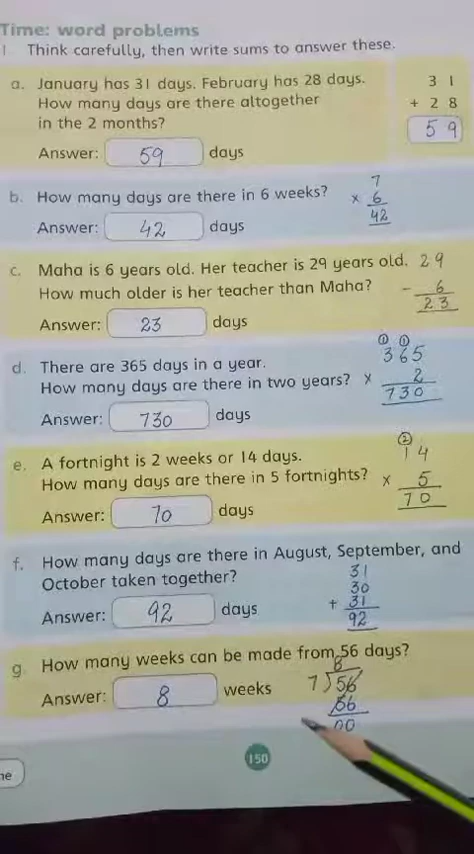 Time: word problems
1. Think carefully, then write sums to answer these.
a. January has 31 days. February has 28 days.
How many days are there altogether
in the 2 months?
Answer: 59 days
31
+ 28
59
b. How many days are there in 6 weeks?
Answer: 42 days
7
x 6
42
c. Maha is 6 years old. Her teacher is 29 years old.
How much older is her teacher than Maha?
Answer: 23 days
29
- 6
23
d. There are 365 days in a year.
How many days are there in two years?
Answer: 730 days
1 1
365
x 2
730
e. A fortnight is 2 weeks or 14 days.
How many days are there in 5 fortnights?
Answer: 70 days
2
14
x 5
70
f. How many days are there in August, September, and
October taken together?
Answer: 92 days
31
30
+ 31
92
g. How many weeks can be made from 56 days?
Answer: 8 weeks
8
7)56
56
00
150